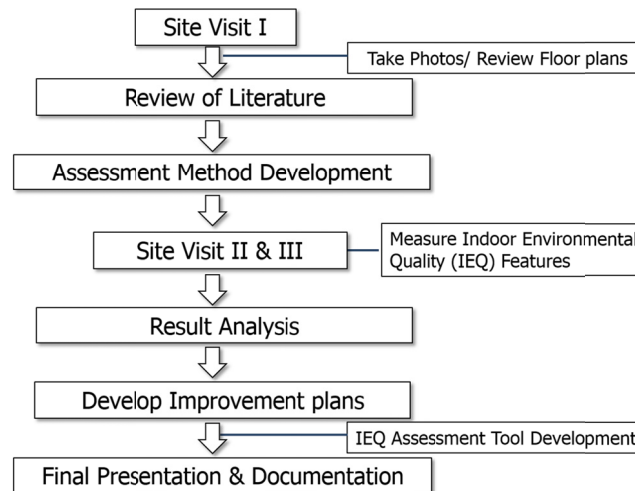 Site Visit I
Take Photos/ Review Floor plans
Review of Literature
Assessment Method Development
Site Visit II & III
Measure Indoor Environmental
Quality (IEQ) Features
Result Analysis
Develop Improvement plans
IEQ Assessment Tool Development
Final Presentation & Documentation